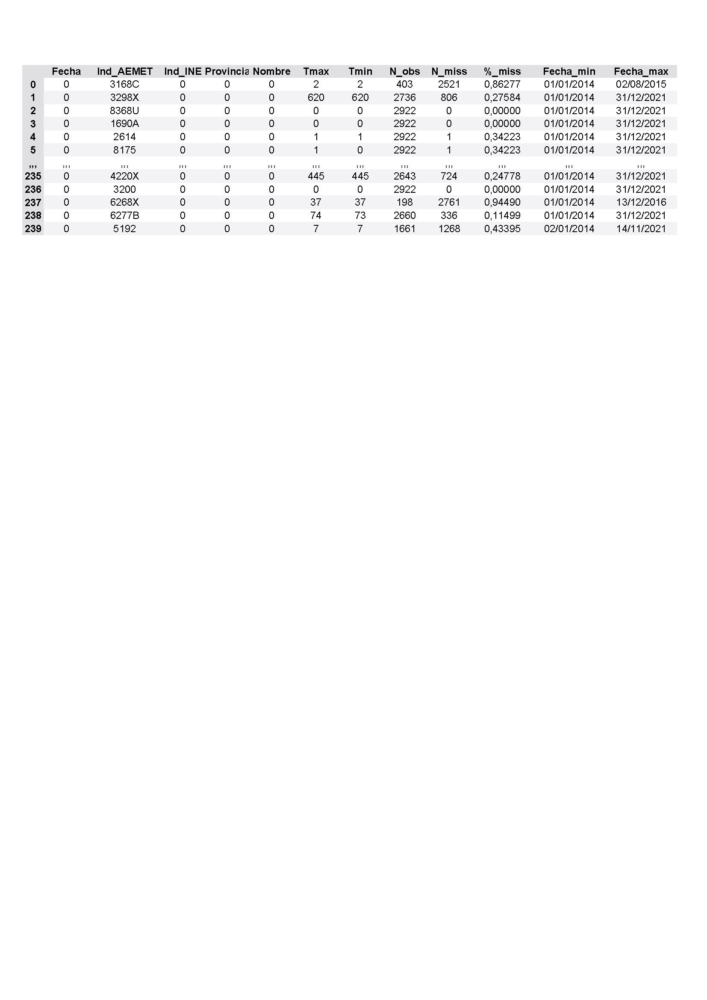 Fecha Ind_AEMET Ind_INE Provincia Nombre Tmax Tmin N_obs N_miss %_miss Fecha_min Fecha_max
0 0 3168C 0 0 0 2 2 403 2521 0,86277 01/01/2014 02/08/2015
1 0 3298X 0 0 0 620 620 2736 806 0,27584 01/01/2014 31/12/2021
2 0 8368U 0 0 0 0 0 2922 0 0,00000 01/01/2014 31/12/2021
3 0 1690A 0 0 0 0 0 2922 0 0,00000 01/01/2014 31/12/2021
4 0 2614 0 0 0 1 1 2922 1 0,34223 01/01/2014 31/12/2021
5 0 8175 0 0 0 1 0 2922 1 0,34223 01/01/2014 31/12/2021
,,, ,,, ,,, ,,, ,,, ,,, ,,, ,,, ,,, ,,, ,,, ,,, ,,,
235 0 4220X 0 0 0 445 445 2643 724 0,24778 01/01/2014 31/12/2021
236 0 3200 0 0 0 0 0 2922 0 0,00000 01/01/2014 31/12/2021
237 0 6268X 0 0 0 37 37 198 2761 0,94490 01/01/2014 13/12/2016
238 0 6277B 0 0 0 74 73 2660 336 0,11499 01/01/2014 31/12/2021
239 0 5192 0 0 0 7 7 1661 1268 0,43395 02/01/2014 14/11/2021